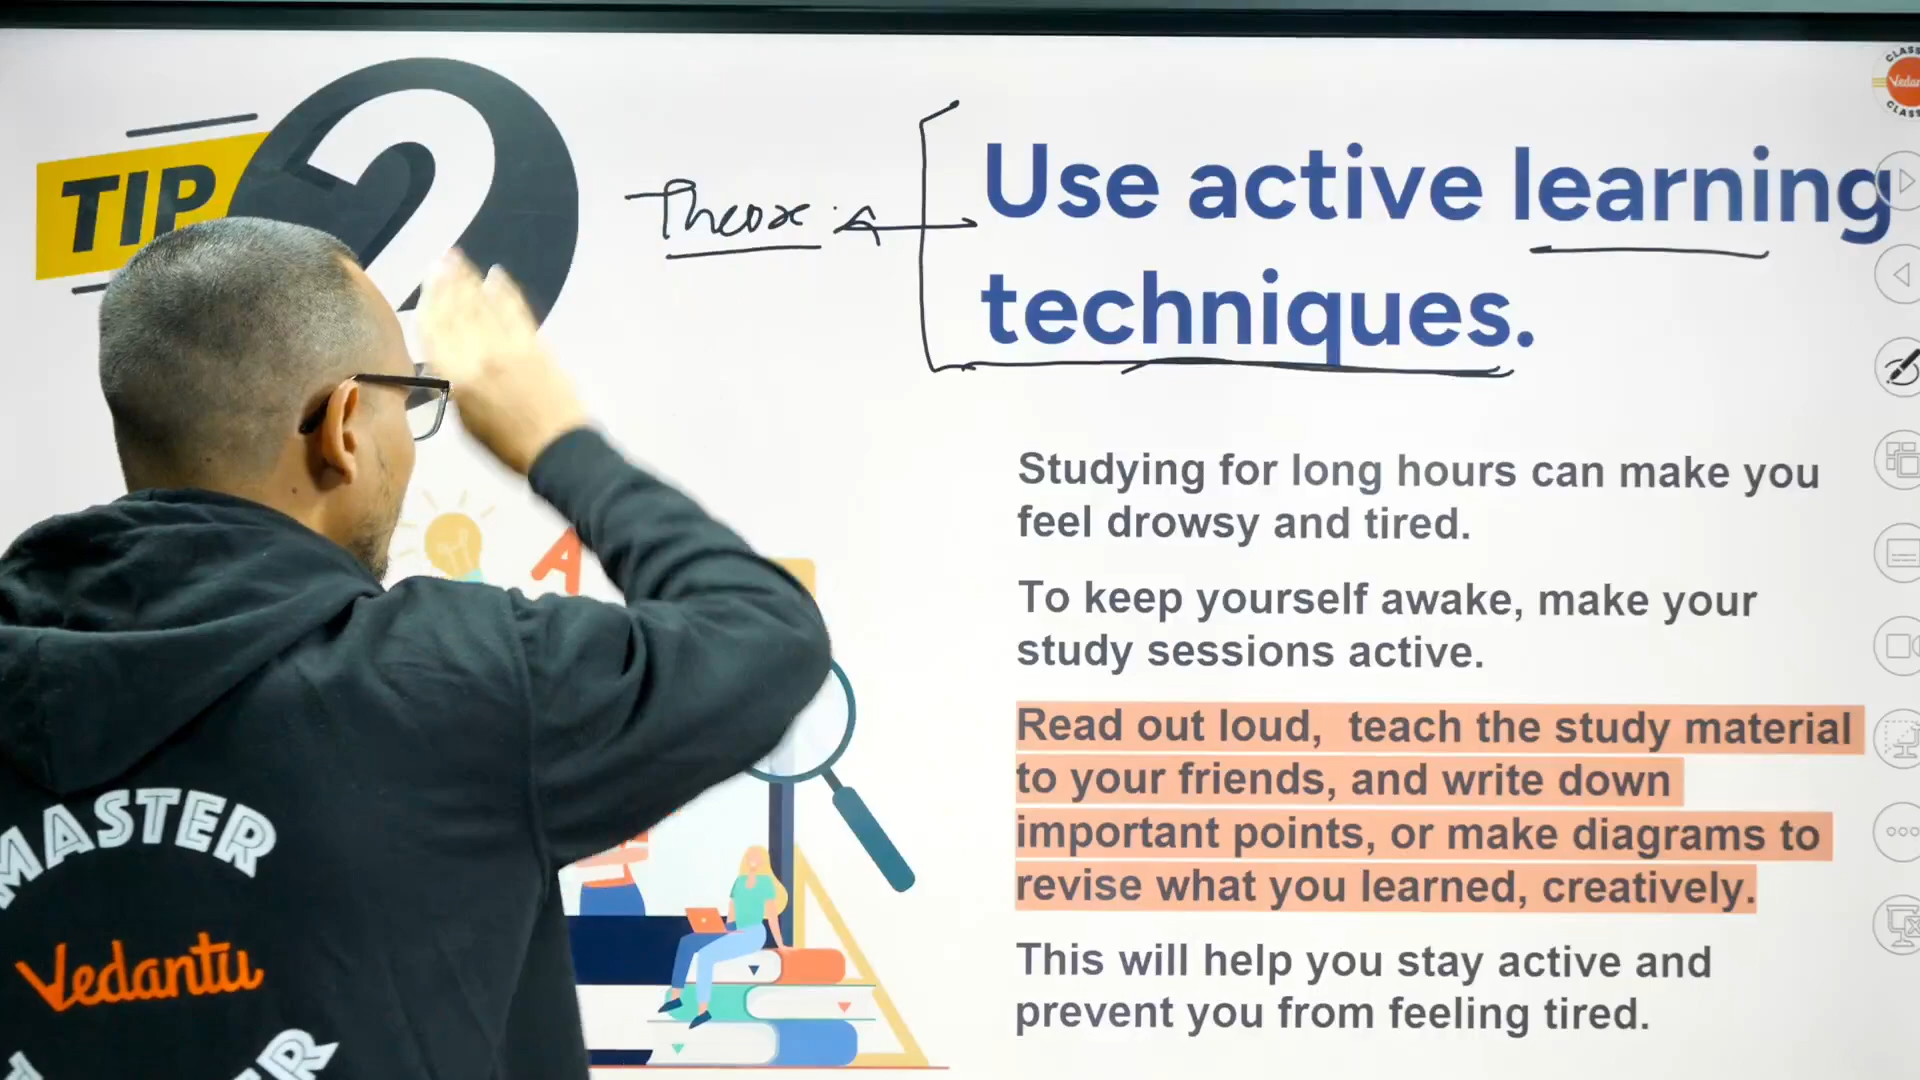 TIP
2
Use active learning
techniques.
Studying for long hours can make you
feel drowsy and tired.
To keep yourself awake, make your
study sessions active.
Read out loud, teach the study material
to your friends, and write down
important points, or make diagrams to
revise what you learned, creatively.
This will help you stay active and
prevent you from feeling tired.
A
MASTER
Vedantu
CLASS
CLASS